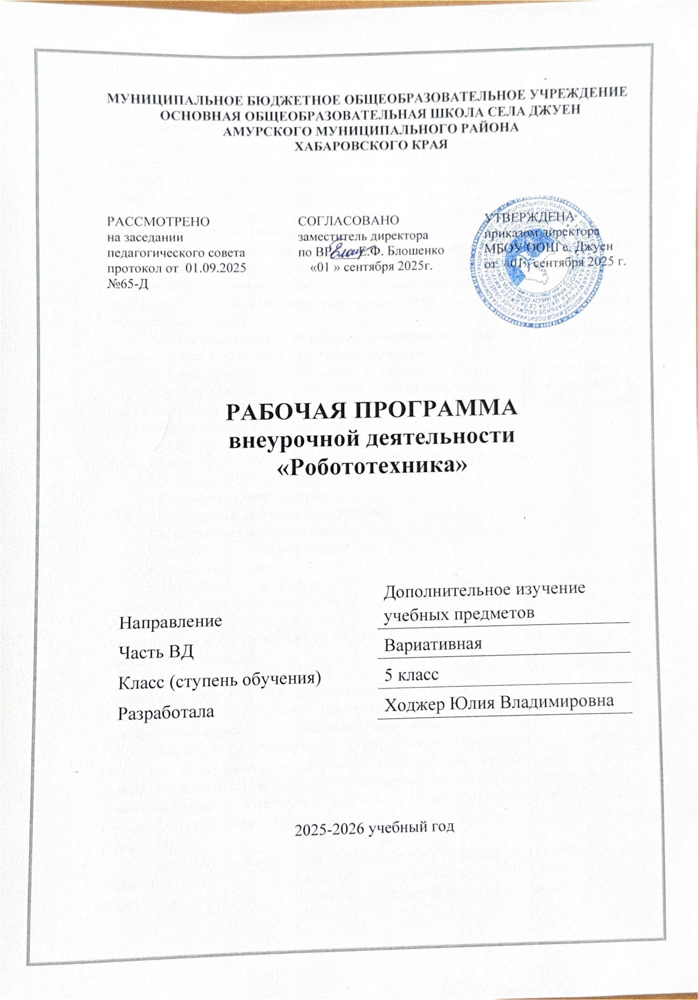 МУНИЦИПАЛЬНОЕ БЮДЖЕТНОЕ ОБЩЕОБРАЗОВАТЕЛЬНОЕ УЧРЕЖДЕНИЕ
ОСНОВНАЯ ОБЩЕОБРАЗОВАТЕЛЬНАЯ ШКОЛА СЕЛА ДЖУЕН
АМУРСКОГО МУНИЦИПАЛЬНОГО РАЙОНА
ХАБАРОВСКОГО КРАЯ
РАССМОТРЕНО
на заседании
педагогического совета
протокол от 01.09.2025
№65-Д
СОГЛАСОВАНО
заместитель директора
по ВР Е.Ф. Блошенко
«01 » сентября 2025г.
УТВЕРЖДЕНА
приказом директора
МБОУ ООШ с. Джуен
от «01» сентября 2025 г.
РАБОЧАЯ ПРОГРАММА
внеурочной деятельности
«Робототехника»
Направление
Дополнительное изучение
учебных предметов
Часть ВД
Вариативная
Класс (ступень обучения)
5 класс
Разработала
Ходжер Юлия Владимировна
2025-2026 учебный год